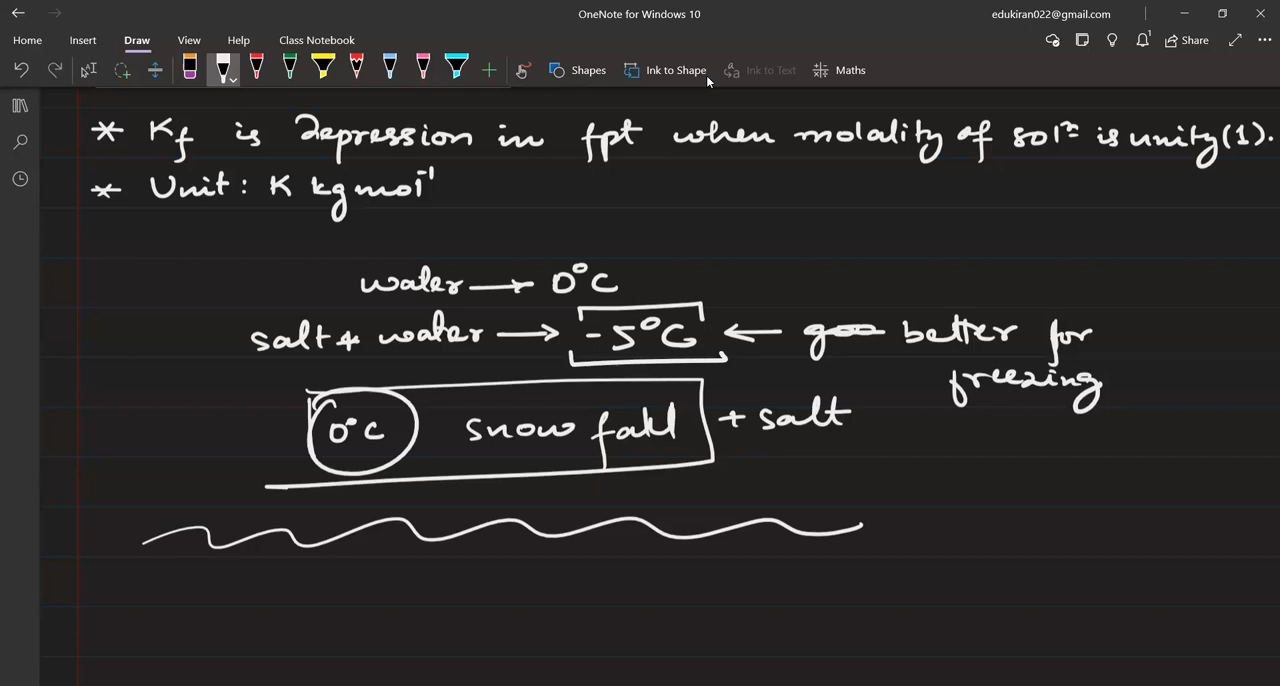 OneNote for Windows 10
edukiran022@gmail.com
Home Insert Draw View Help Class Notebook
Share
Shapes Ink to Shape Ink to Text Maths
* Kf is Depression in fpt when molality of solⁿ is unity (1).
* Unit: K kg mol⁻¹
water → 0°C
salt + water → -5°C ← better for
freezing
0°C snow fall + salt